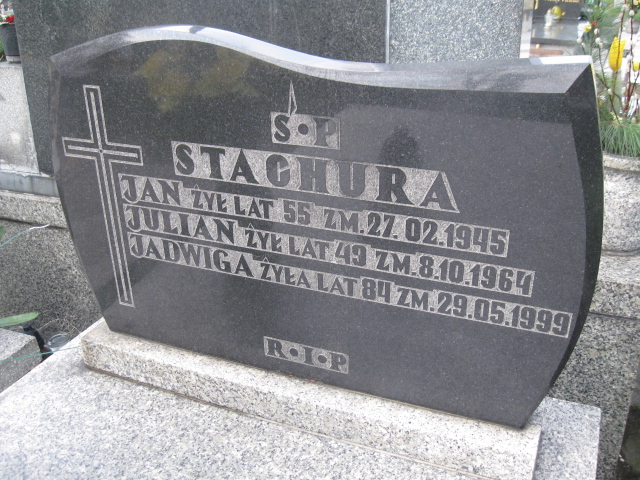 Ś•P
STACHURA
JAN ŻYŁ LAT 55 ZM. 27.02.1945
JULIAN ŻYŁ LAT 49 ZM. 8.10.1964
JADWIGA ŻYŁA LAT 84 ZM. 29.05.1999
R•I•P